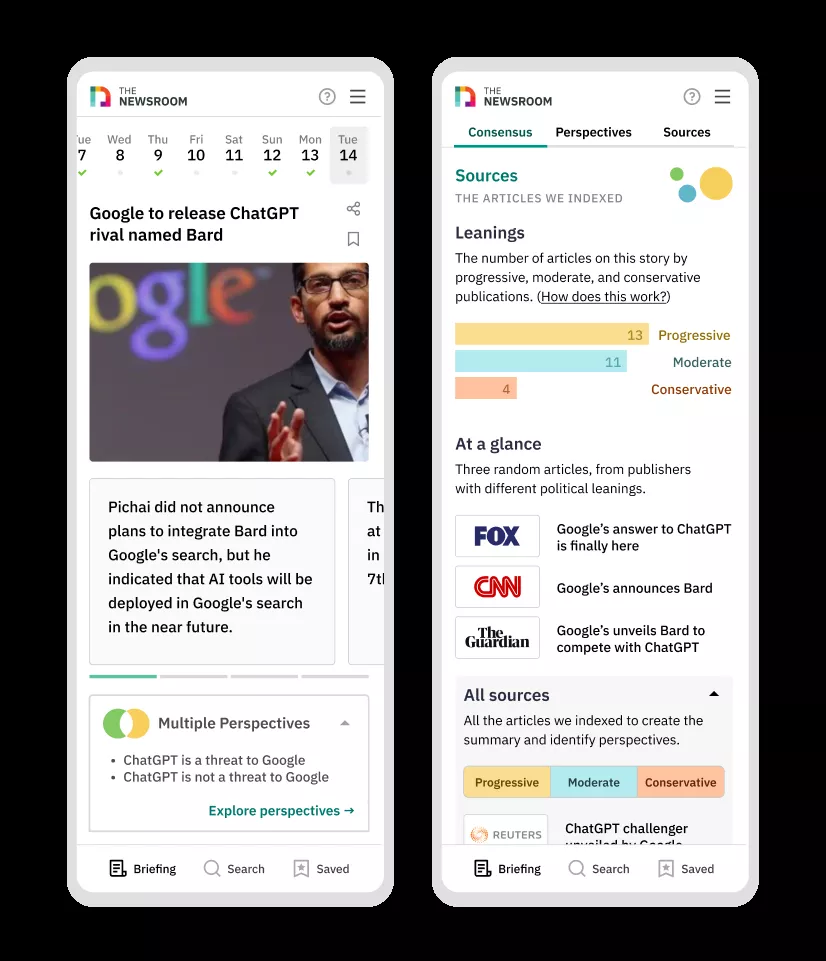 THE
NEWSROOM
?
ue Wed Thu Fri Sat Sun Mon Tue
7 8 9 10 11 12 13 14
Google to release ChatGPT
rival named Bard
ogle
Pichai did not announce
plans to integrate Bard into
Google's search, but he
indicated that AI tools will be
deployed in Google's search
in the near future.
Th
at
in
7th
Multiple Perspectives
• ChatGPT is a threat to Google
• ChatGPT is not a threat to Google
Explore perspectives →
Briefing Search Saved
THE
NEWSROOM
?
Consensus Perspectives Sources
Sources
THE ARTICLES WE INDEXED
Leanings
The number of articles on this story by
progressive, moderate, and conservative
publications. (How does this work?)
13 Progressive
11 Moderate
4 Conservative
At a glance
Three random articles, from publishers
with different political leanings.
FOX
Google's answer to ChatGPT
is finally here
CNN
Google's announces Bard
The
Guardian
Google's unveils Bard to
compete with ChatGPT
All sources
All the articles we indexed to create the
summary and identify perspectives.
Progressive Moderate Conservative
REUTERS
ChatGPT challenger
unveiled by Google
Briefing Search Saved